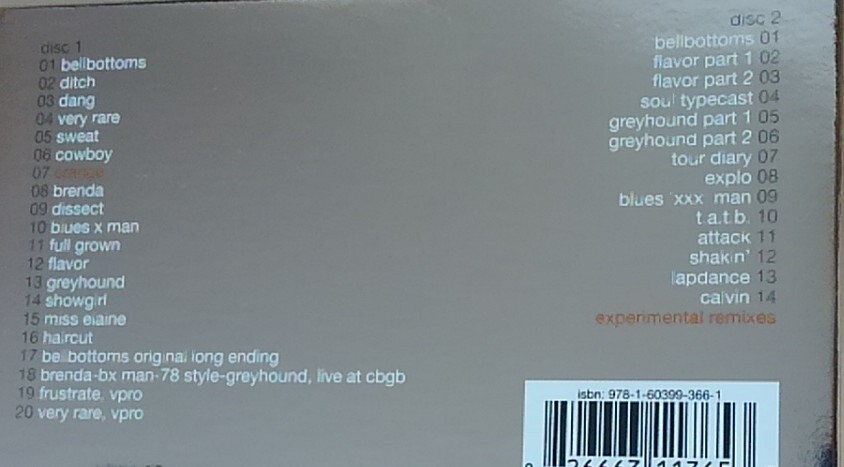 disc 1
01 bellbottoms
02 ditch
03 dang
04 very rare
05 sweat
06 cowboy
07 orange
08 brenda
09 dissect
10 blues x man
11 full grown
12 flavor
13 greyhound
14 showgirl
15 miss elaine
16 haircut
17 bellbottoms original long ending
18 brenda-bx man-78 style-greyhound, live at cbgb
19 frustrate, vpro
20 very rare, vpro
disc 2
bellbottoms 01
flavor part 1 02
flavor part 2 03
soul typecast 04
greyhound part 1 05
greyhound part 2 06
tour diary 07
explo 08
blues 'xxx' man 09
t.a.t.b. 10
attack 11
shakin' 12
lapdance 13
calvin 14
experimental remixes
isbn: 978-1-60399-366-1